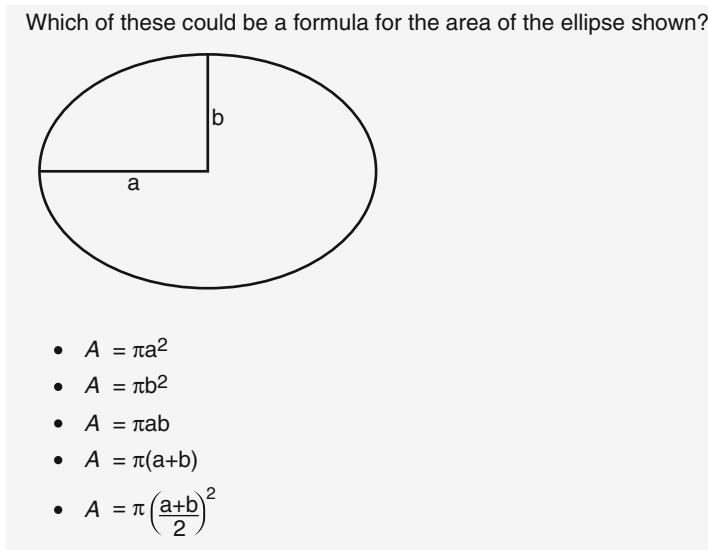 Which of these could be a formula for the area of the ellipse shown?
b
a
• A = πa²
• A = πb²
• A = πab
• A = π(a+b)
• A = π((a+b)/2)²